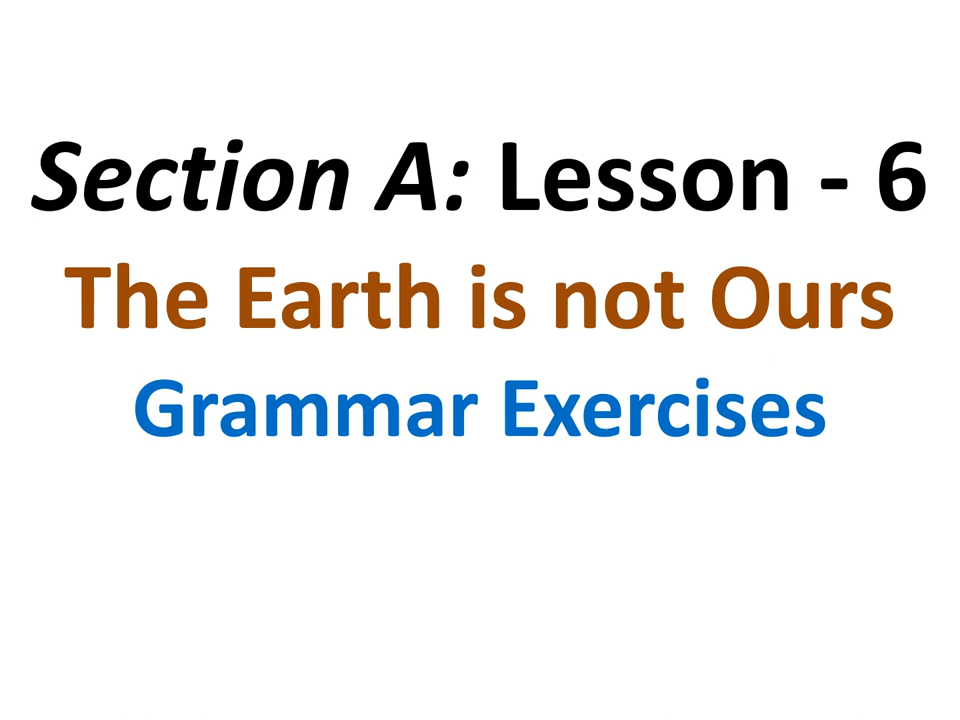 Section A: Lesson - 6
The Earth is not Ours
Grammar Exercises